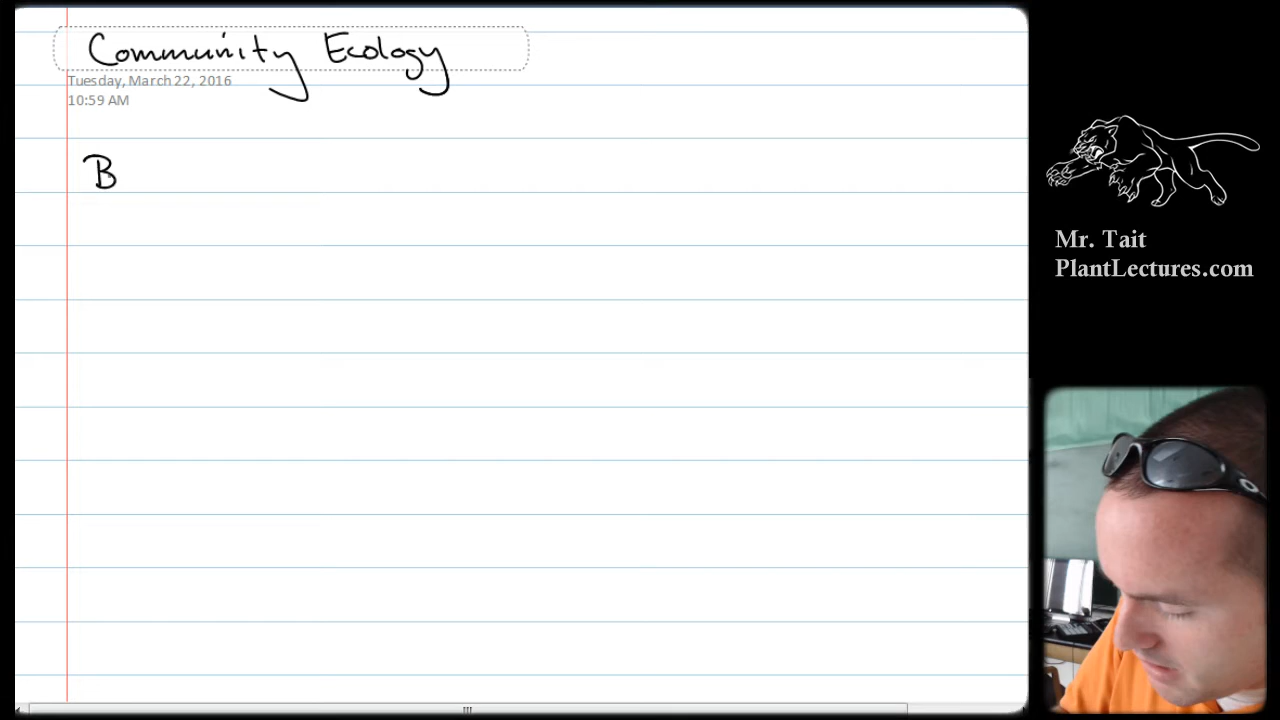 Community Ecology
Tuesday, March 22, 2016
10:59 AM
B
Mr. Tait
PlantLectures.com